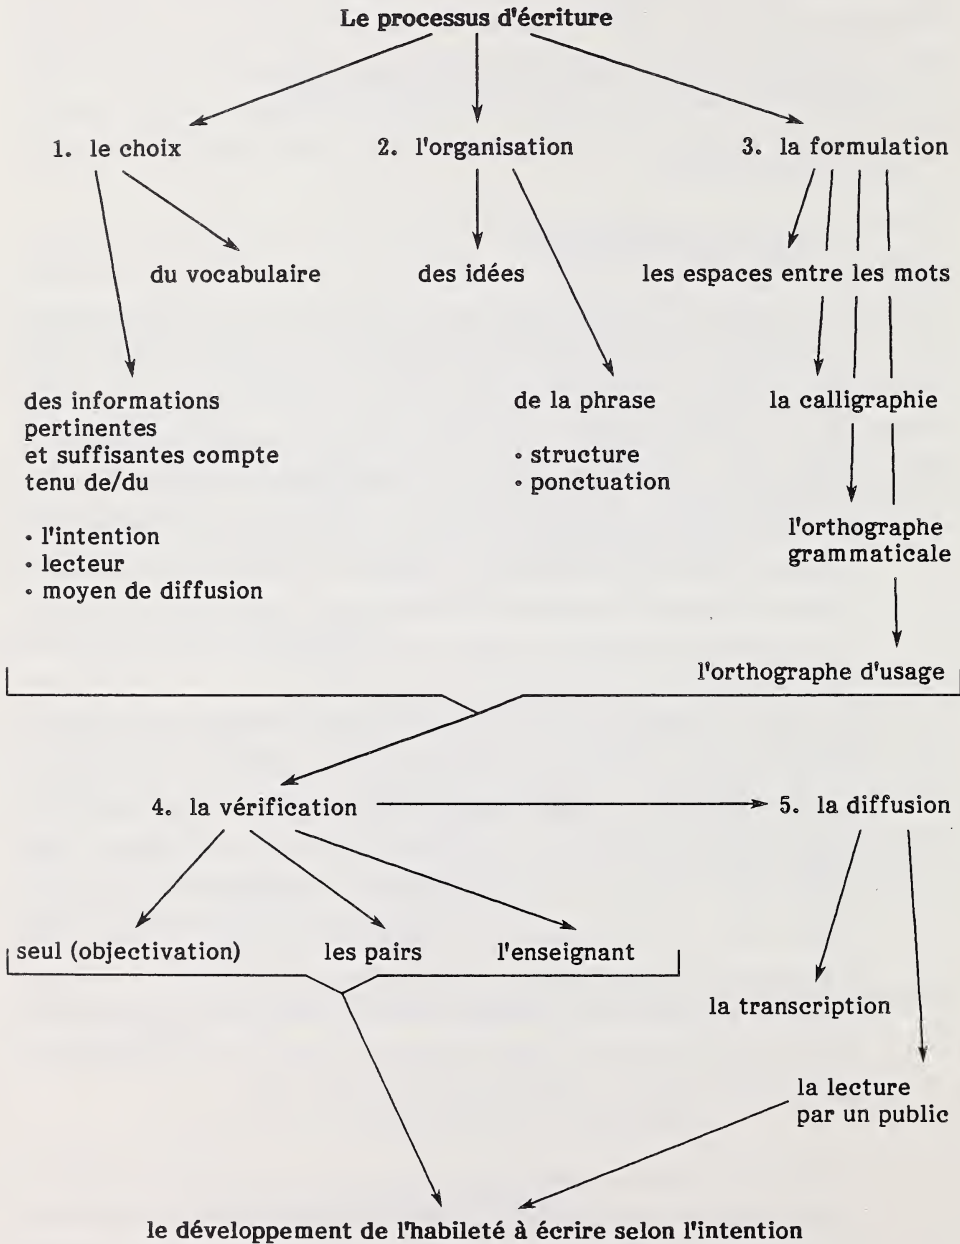 Le processus d'écriture
1. le choix
2. l'organisation
3. la formulation
du vocabulaire
des idées
les espaces entre les mots
des informations
pertinentes
et suffisantes compte
tenu de/du
• l'intention
• lecteur
• moyen de diffusion
de la phrase
• structure
• ponctuation
la calligraphie
l'orthographe
grammaticale
l'orthographe d'usage
4. la vérification
5. la diffusion
seul (objectivation)
les pairs
l'enseignant
la transcription
la lecture
par un public
le développement de l'habileté à écrire selon l'intention